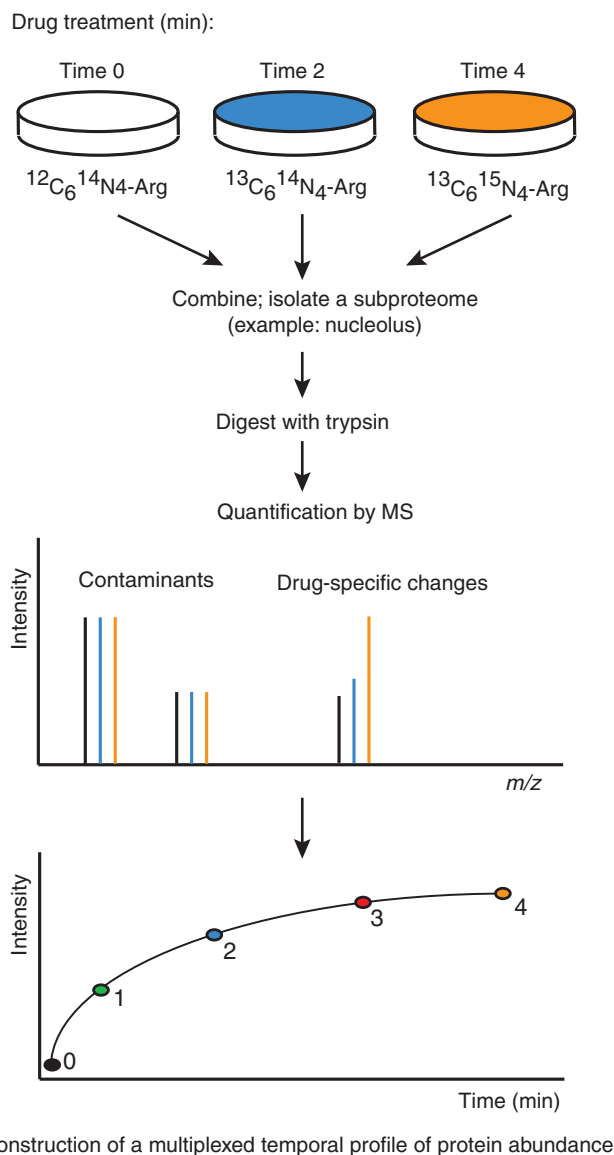 Drug treatment (min):
Time 0 Time 2 Time 4
¹²C₆¹⁴N4-Arg ¹³C₆¹⁴N₄-Arg ¹³C₆¹⁵N₄-Arg
Combine; isolate a subproteome
(example: nucleolus)
Digest with trypsin
Quantification by MS
Intensity
Contaminants Drug-specific changes
m/z
Intensity
0
1
2
3
4
Time (min)
onstruction of a multiplexed temporal profile of protein abundance